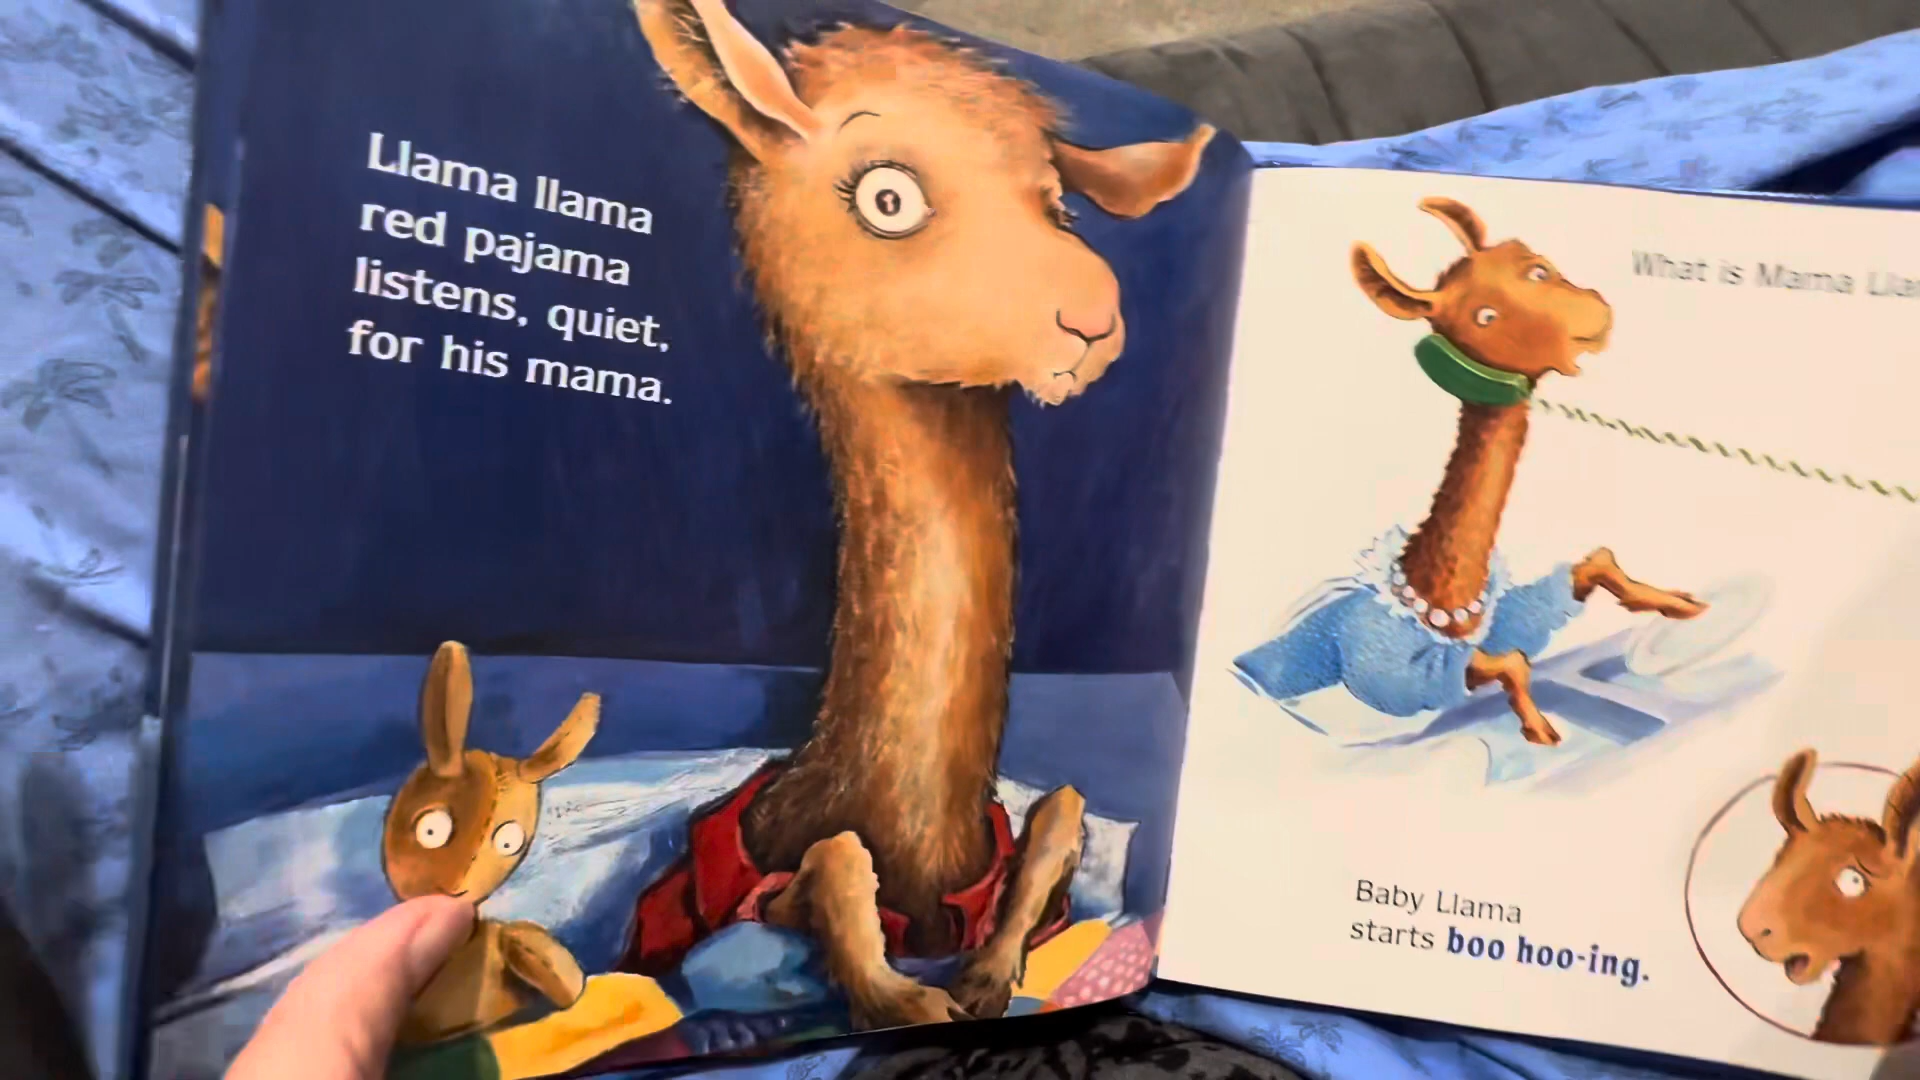 Llama llama
red pajama
listens, quiet,
for his mama.
What is Mama
Baby Llama
starts boo hoo-ing.